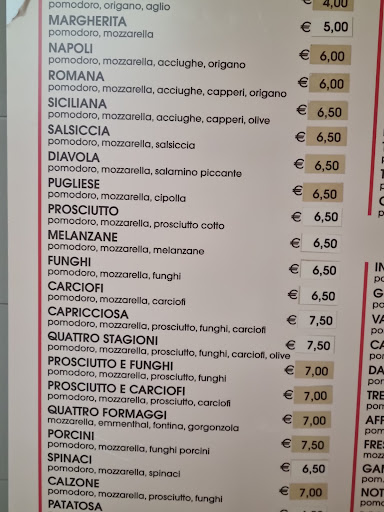 pomodoro, origano, aglio € 4,00
MARGHERITA
pomodoro, mozzarella € 5,00
NAPOLI
pomodoro, mozzarella, acciughe, origano € 6,00
ROMANA
pomodoro, mozzarella, acciughe, capperi, origano € 6,00
SICILIANA
pomodoro, mozzarella, acciughe, capperi, olive € 6,50
SALSICCIA
pomodoro, mozzarella, salsiccia € 6,50
DIAVOLA
pomodoro, mozzarella, salamino piccante € 6,50
PUGLIESE
pomodoro, mozzarella, cipolla € 6,50
PROSCIUTTO
pomodoro, mozzarella, prosciutto cotto € 6,50
MELANZANE
pomodoro, mozzarella, melanzane € 6,50
FUNGHI
pomodoro, mozzarella, funghi € 6,50
CARCIOFI
pomodoro, mozzarella, carciofi € 6,50
CAPRICCIOSA
pomodoro, mozzarella, prosciutto, funghi, carciofi € 7,50
QUATTRO STAGIONI
pomodoro, mozzarella, prosciutto, funghi, carciofi, olive € 7,50
PROSCIUTTO E FUNGHI
pomodoro, mozzarella, prosciutto, funghi € 7,00
PROSCIUTTO E CARCIOFI
pomodoro, mozzarella, prosciutto, carciofi € 7,00
QUATTRO FORMAGGI
mozzarella, emmenthal, fontina, gorgonzola € 7,00
PORCINI
pomodoro, mozzarella, funghi porcini € 7,50
SPINACI
pomodoro, mozzarella, spinaci € 6,50
CALZONE
pomodoro, mozzarella, prosciutto, funghi € 7,00
PATATOSA